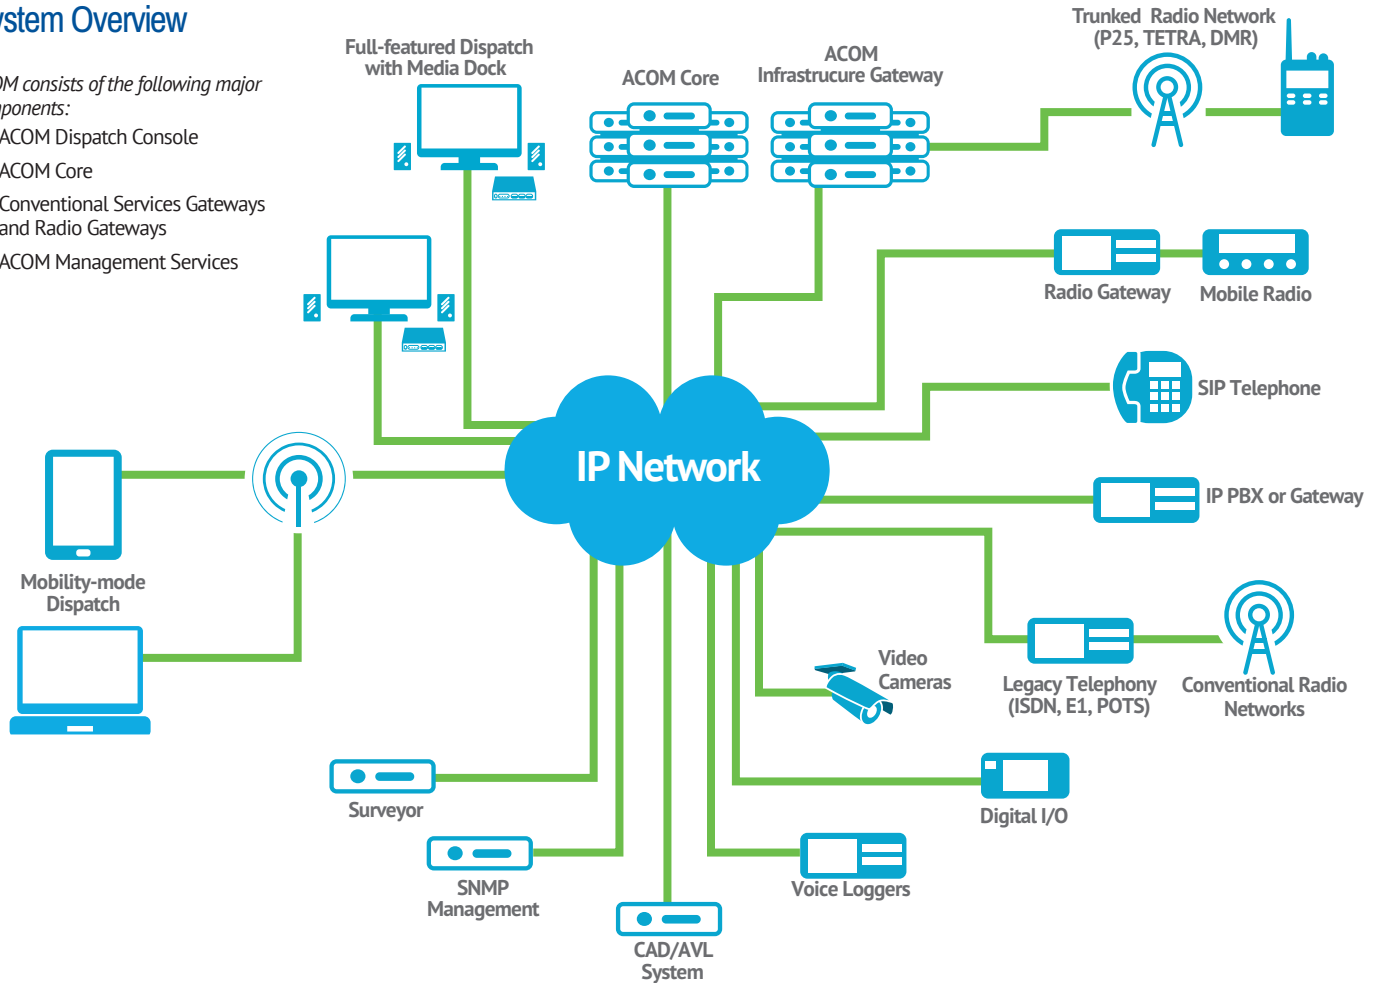 ystem Overview
OM consists of the following major
mponents:
ACOM Dispatch Console
ACOM Core
Conventional Services Gateways
and Radio Gateways
ACOM Management Services
Full-featured Dispatch
with Media Dock
ACOM Core
ACOM
Infrastrucure Gateway
Trunked Radio Network
(P25, TETRA, DMR)
Radio Gateway
Mobile Radio
SIP Telephone
IP Network
IP PBX or Gateway
Mobility-mode
Dispatch
Video
Cameras
Legacy Telephony
(ISDN, E1, POTS)
Conventional Radio
Networks
Surveyor
Digital I/O
SNMP
Management
Voice Loggers
CAD/AVL
System